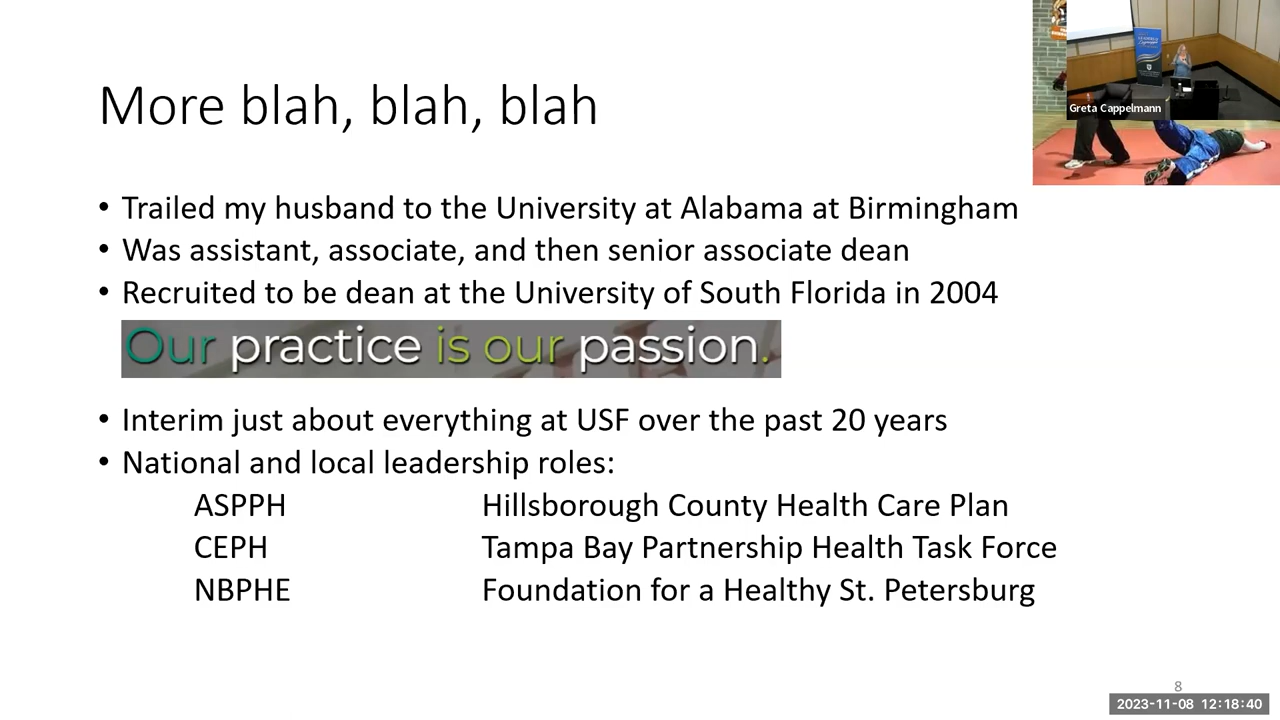 More blah, blah, blah
Greta Cappelmann
• Trailed my husband to the University at Alabama at Birmingham
• Was assistant, associate, and then senior associate dean
• Recruited to be dean at the University of South Florida in 2004
Our practice is our passion.
• Interim just about everything at USF over the past 20 years
• National and local leadership roles:
ASPPH Hillsborough County Health Care Plan
CEPH Tampa Bay Partnership Health Task Force
NBPHE Foundation for a Healthy St. Petersburg
8
2023-11-08 12:18:40